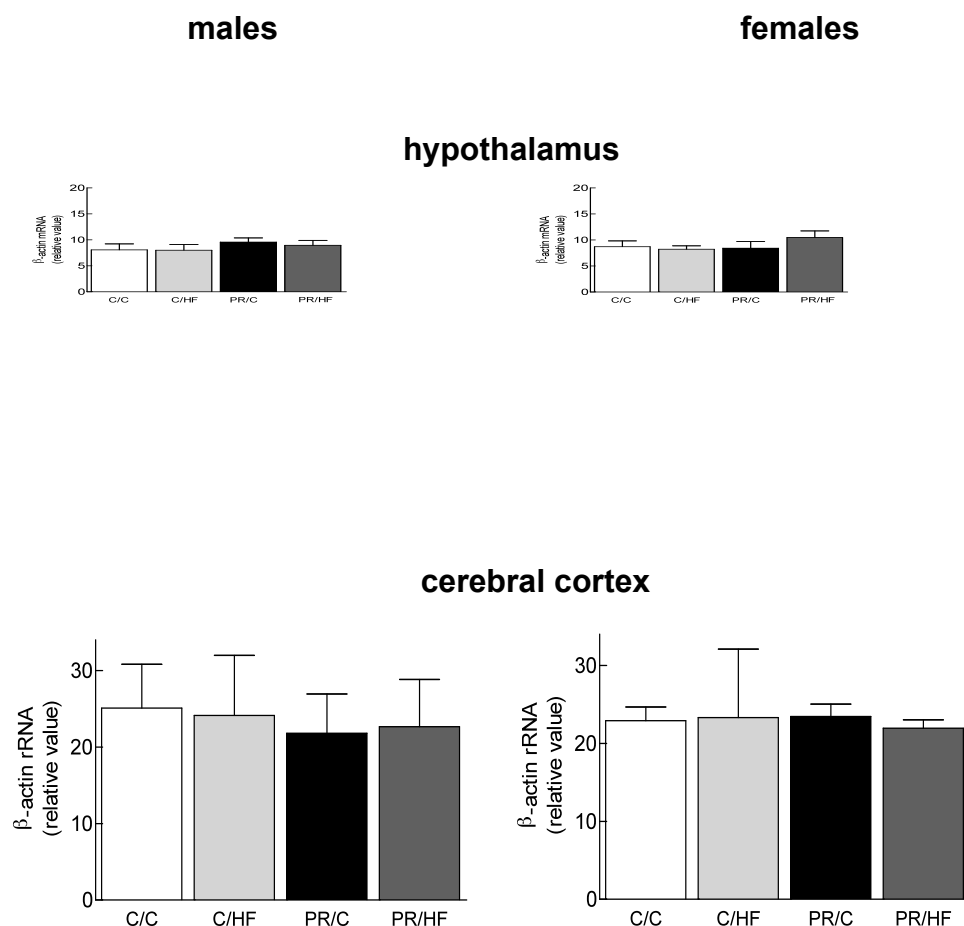 males
females
hypothalamus
20
15
10
5
0
β-actin mRNA
(relative value)
C/C C/HF PR/C PR/HF
20
15
10
5
0
β-actin mRNA
(relative value)
C/C C/HF PR/C PR/HF
cerebral cortex
30
20
10
0
β-actin rRNA
(relative value)
C/C C/HF PR/C PR/HF
30
20
10
0
β-actin rRNA
(relative value)
C/C C/HF PR/C PR/HF